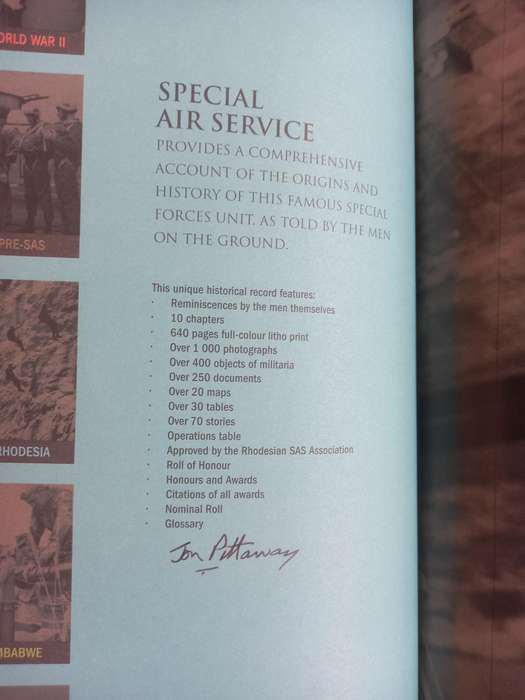 ORLD WAR II
PRE-SAS
RHODESIA
MBABWE
SPECIAL
AIR SERVICE
PROVIDES A COMPREHENSIVE
ACCOUNT OF THE ORIGINS AND
HISTORY OF THIS FAMOUS SPECIAL
FORCES UNIT, AS TOLD BY THE MEN
ON THE GROUND.
This unique historical record features:
· Reminiscences by the men themselves
· 10 chapters
· 640 pages full-colour litho print
· Over 1 000 photographs
· Over 400 objects of militaria
· Over 250 documents
· Over 20 maps
· Over 30 tables
· Over 70 stories
· Operations table
· Approved by the Rhodesian SAS Association
· Roll of Honour
· Honours and Awards
· Citations of all awards
· Nominal Roll
· Glossary
Jon Pittaway